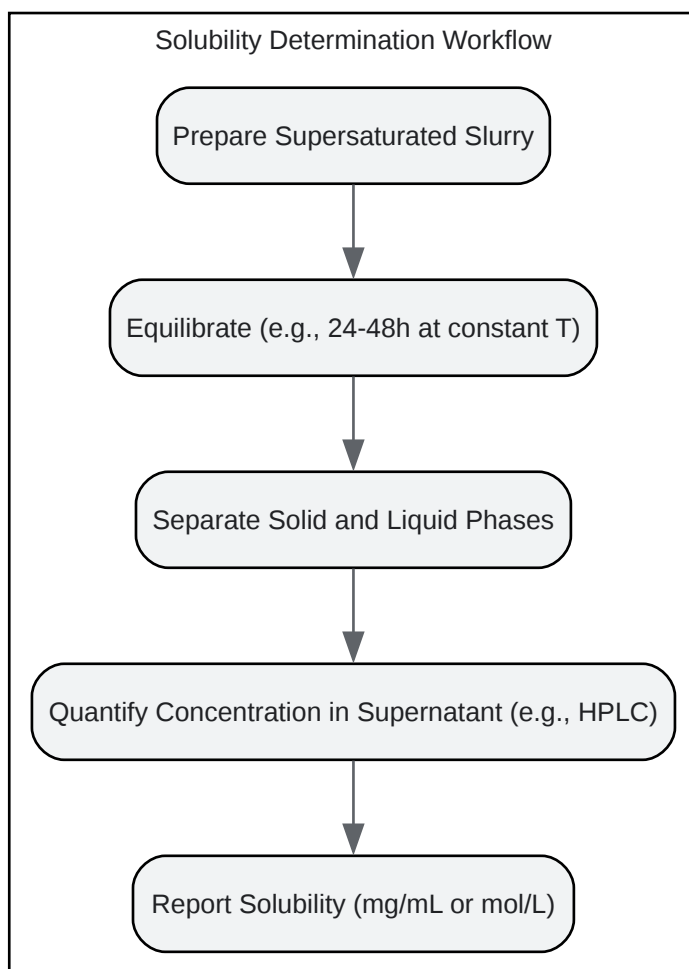 Solubility Determination Workflow
Prepare Supersaturated Slurry
Equilibrate (e.g., 24-48h at constant T)
Separate Solid and Liquid Phases
Quantify Concentration in Supernatant (e.g., HPLC)
Report Solubility (mg/mL or mol/L)